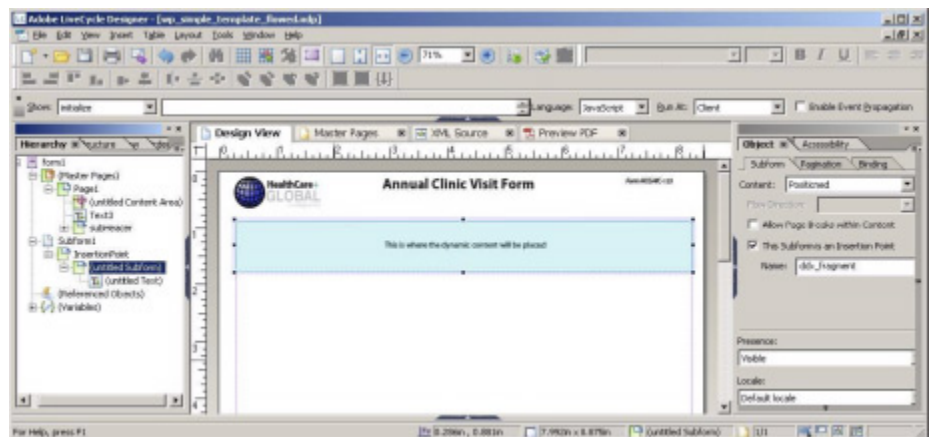 Adobe LiveCycle Designer - [wp_simple_template_flowed.xdp]
File Edit View Insert Table Layout Tools Window Help
71%
B I U
Show: initialize
Language: JavaScript
Run At: Client
Enable Event Propagation
Hierarchy
Design View
Master Pages
XML Source
Preview PDF
Object
Accessibility
form1
(Master Pages)
Page1
(untitled Content Area)
Text3
Subform1
InsertionPoint
(untitled Subform)
(untitled Text)
(Referenced Objects)
(Variables)
HealthCare
GLOBAL
Annual Clinic Visit Form
This is where the dynamic content will be placed
Subform
Pagination
Binding
Content: Positioned
Flow Direction:
Allow Page Breaks within Content
This Subform is an Insertion Point
Name: ddx_fragment
Presence:
Visible
Locale:
Default locale
For Help, press F1
(untitled Subform)
1/1